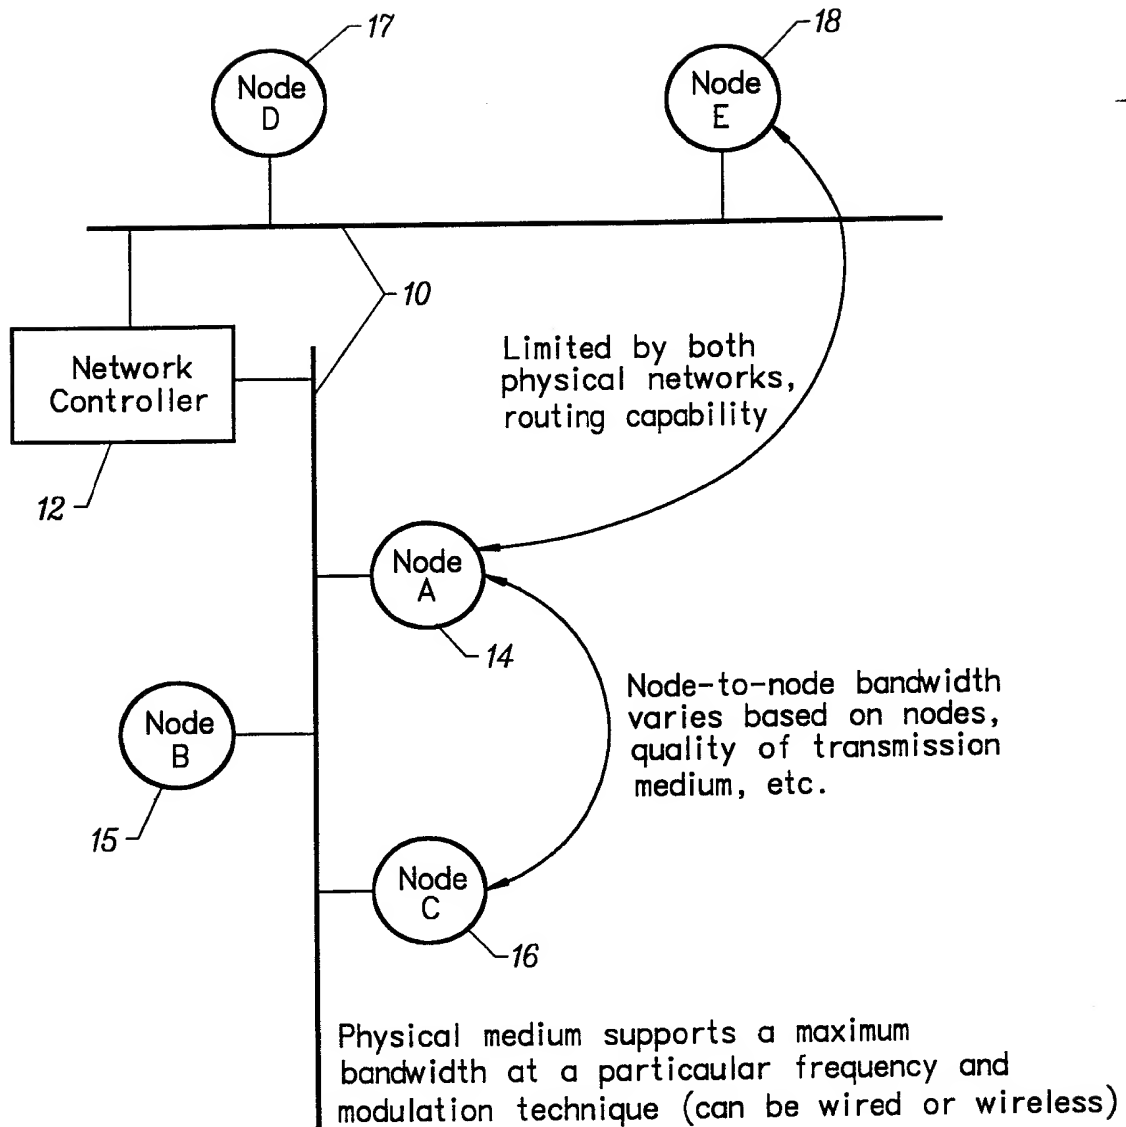 17
18
Node
D
Node
E
10
Network
Controller
Limited by both
physical networks,
routing capability
12
Node
A
14
Node-to-node bandwidth
varies based on nodes,
quality of transmission
medium, etc.
Node
B
15
Node
C
16
Physical medium supports a maximum
bandwidth at a particaular frequency and
modulation technique (can be wired or wireless)